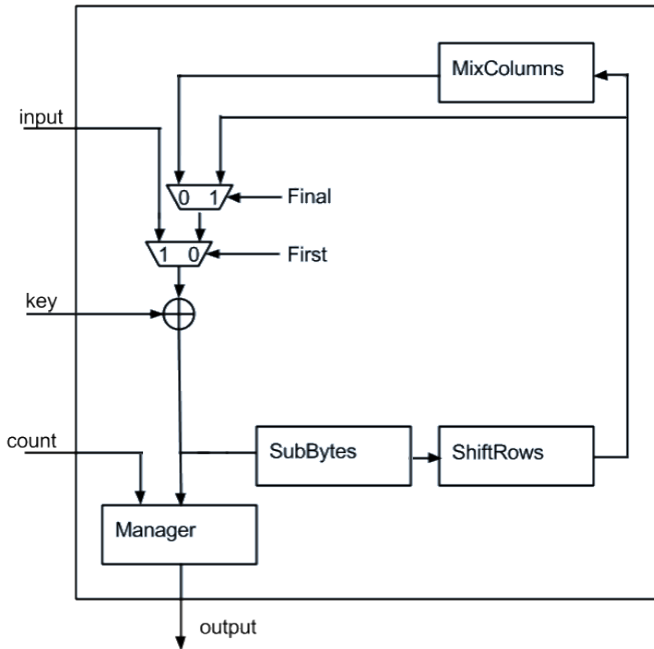 MixColumns
input
0 1
Final
1 0
First
key
count
SubBytes
ShiftRows
Manager
output